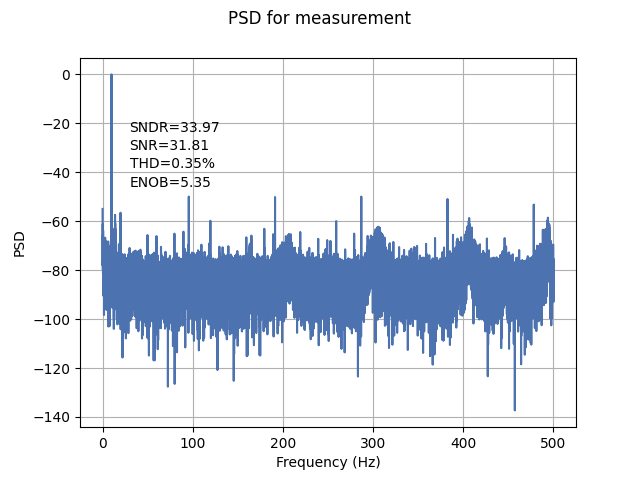 PSD for measurement
0
−20
−40
−60
−80
−100
−120
−140
PSD
SNDR=33.97
SNR=31.81
THD=0.35%
ENOB=5.35
0
100
200
300
400
500
Frequency (Hz)